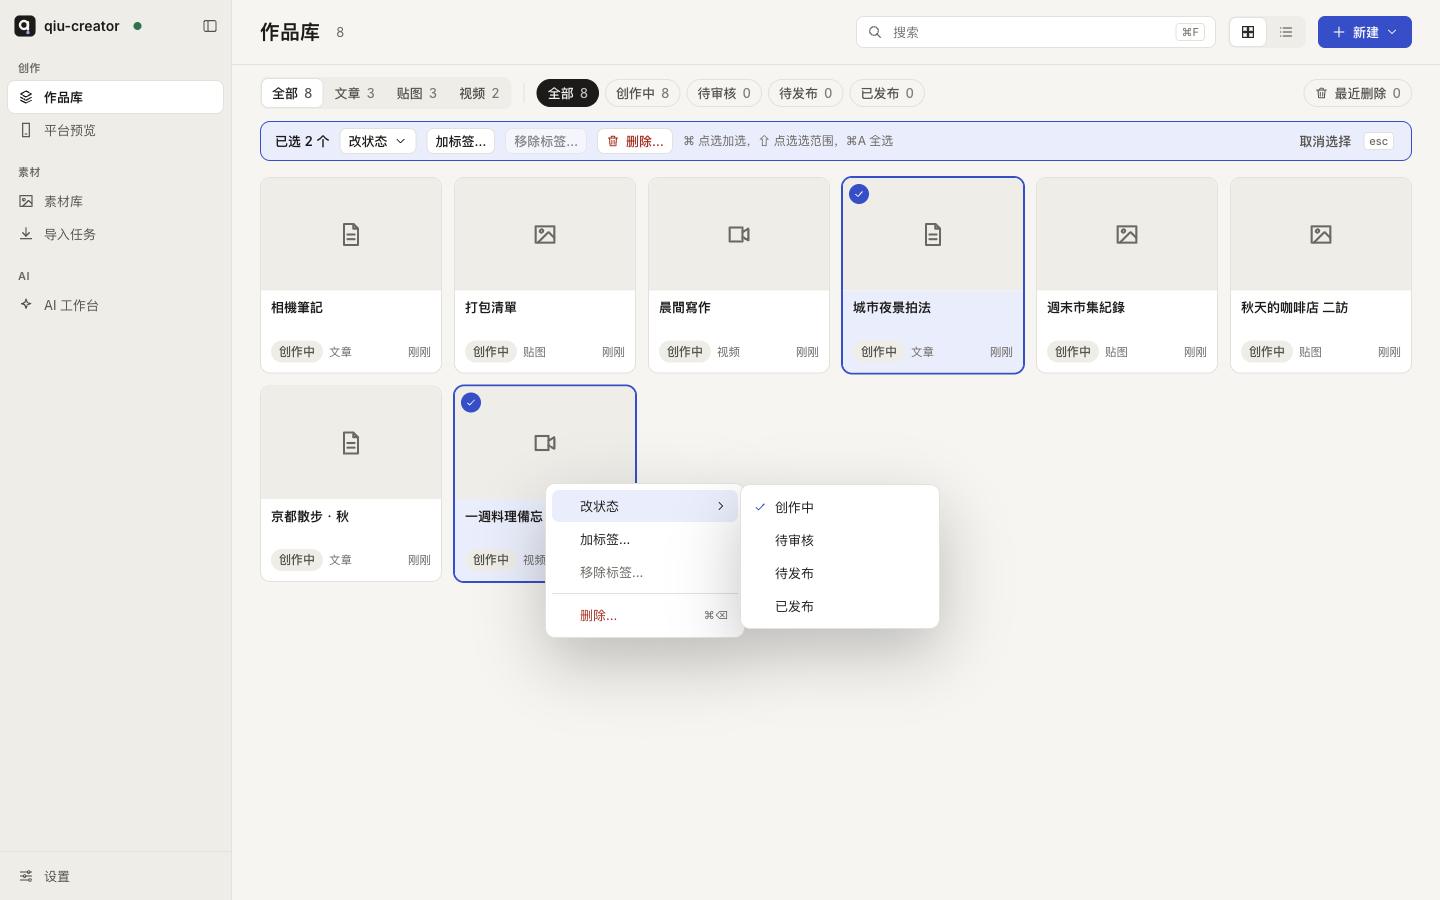 qiu-creator
创作
作品库
平台预览
素材
素材库
导入任务
AI
AI 工作台
设置
作品库 8
搜索 ⌘F
新建
全部 8 文章 3 贴图 3 视频 2
全部 8 创作中 8 待审核 0 待发布 0 已发布 0
最近删除 0
已选 2 个 改状态 加标签... 移除标签... 删除... ⌘ 点选加选，⇧ 点选选范围，⌘A 全选 取消选择 esc
相機筆記
创作中 文章 刚刚
打包清單
创作中 贴图 刚刚
晨間寫作
创作中 视频 刚刚
城市夜景拍法
创作中 文章 刚刚
週末市集紀錄
创作中 贴图 刚刚
秋天的咖啡店 二訪
创作中 贴图 刚刚
京都散步 · 秋
创作中 文章 刚刚
一週料理備忘
创作中 视频
改状态
加标签...
移除标签...
删除... ⌘⌫
创作中
待审核
待发布
已发布